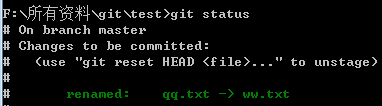 F:\所有资料\git\test>git status
# On branch master
# Changes to be committed:
#   (use "git reset HEAD <file>..." to unstage)
#
#       renamed:    qq.txt -> ww.txt
#